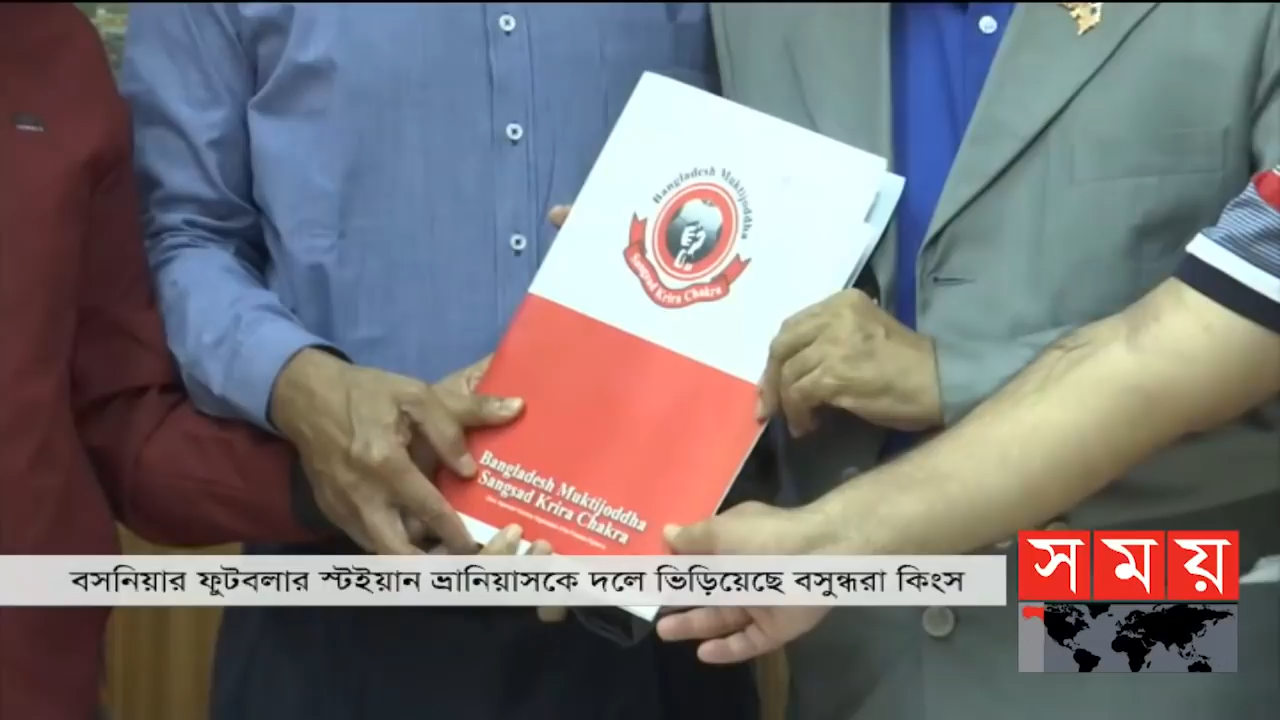 Bangladesh Muktijoddha
Sangsad Krira Chakra
Bangladesh Muktijoddha
Sangsad Krira Chakra
বসনিয়ার ফুটবলার স্টইয়ান ভ্রানিয়াসকে দলে ভিড়িয়েছে বসুন্ধরা কিংস
সময়